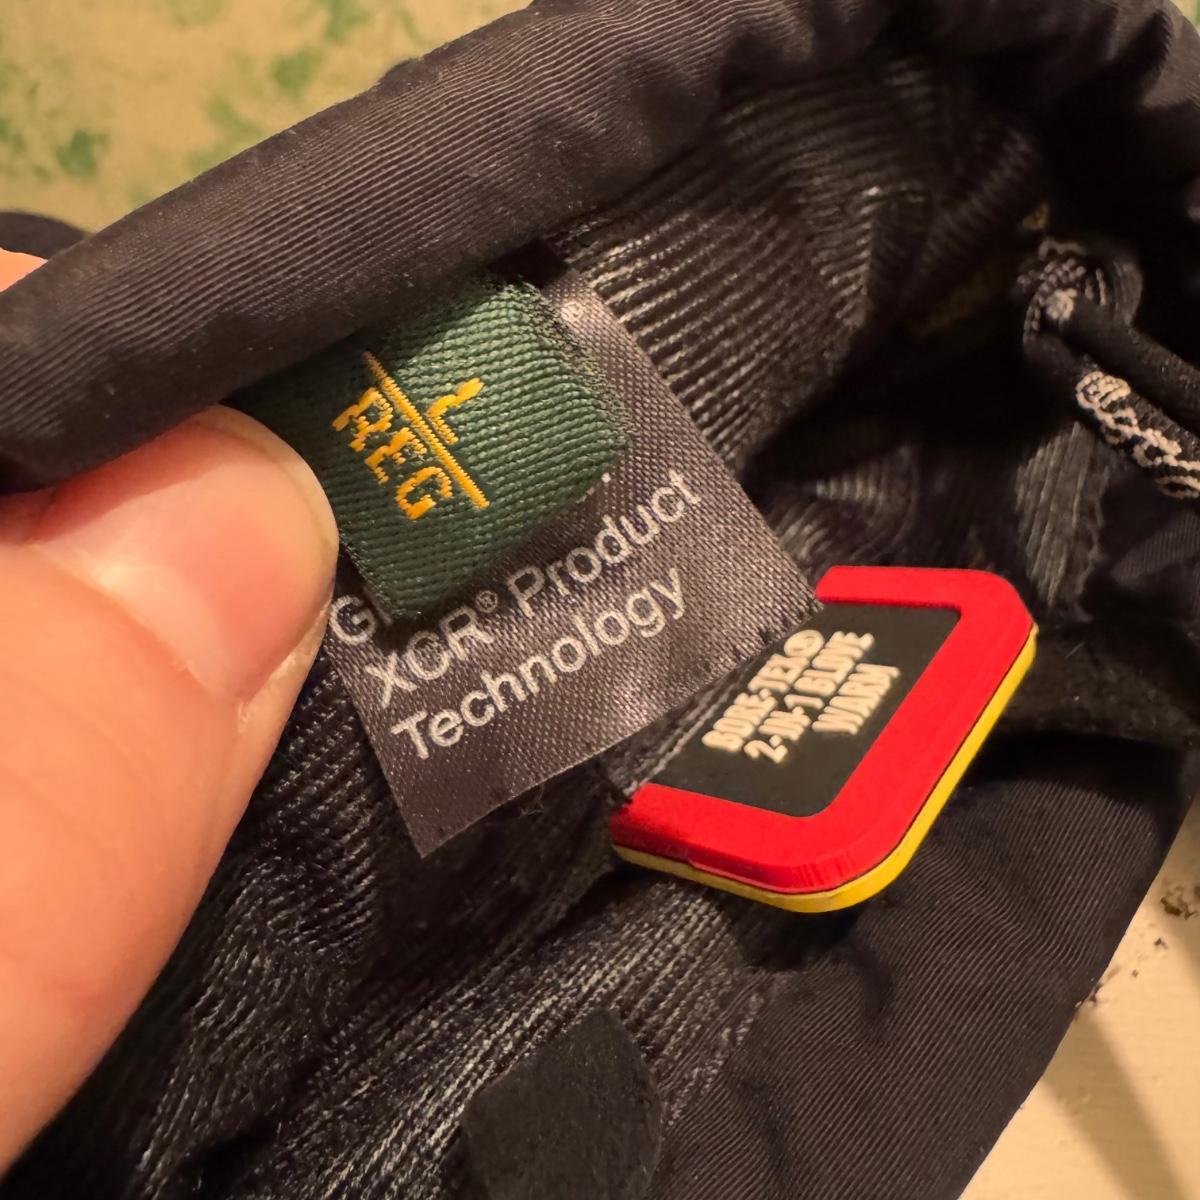 L
REG
XCR® Product
Technology
GORE-TEX®
2-IN-1 GLOVE
WARM